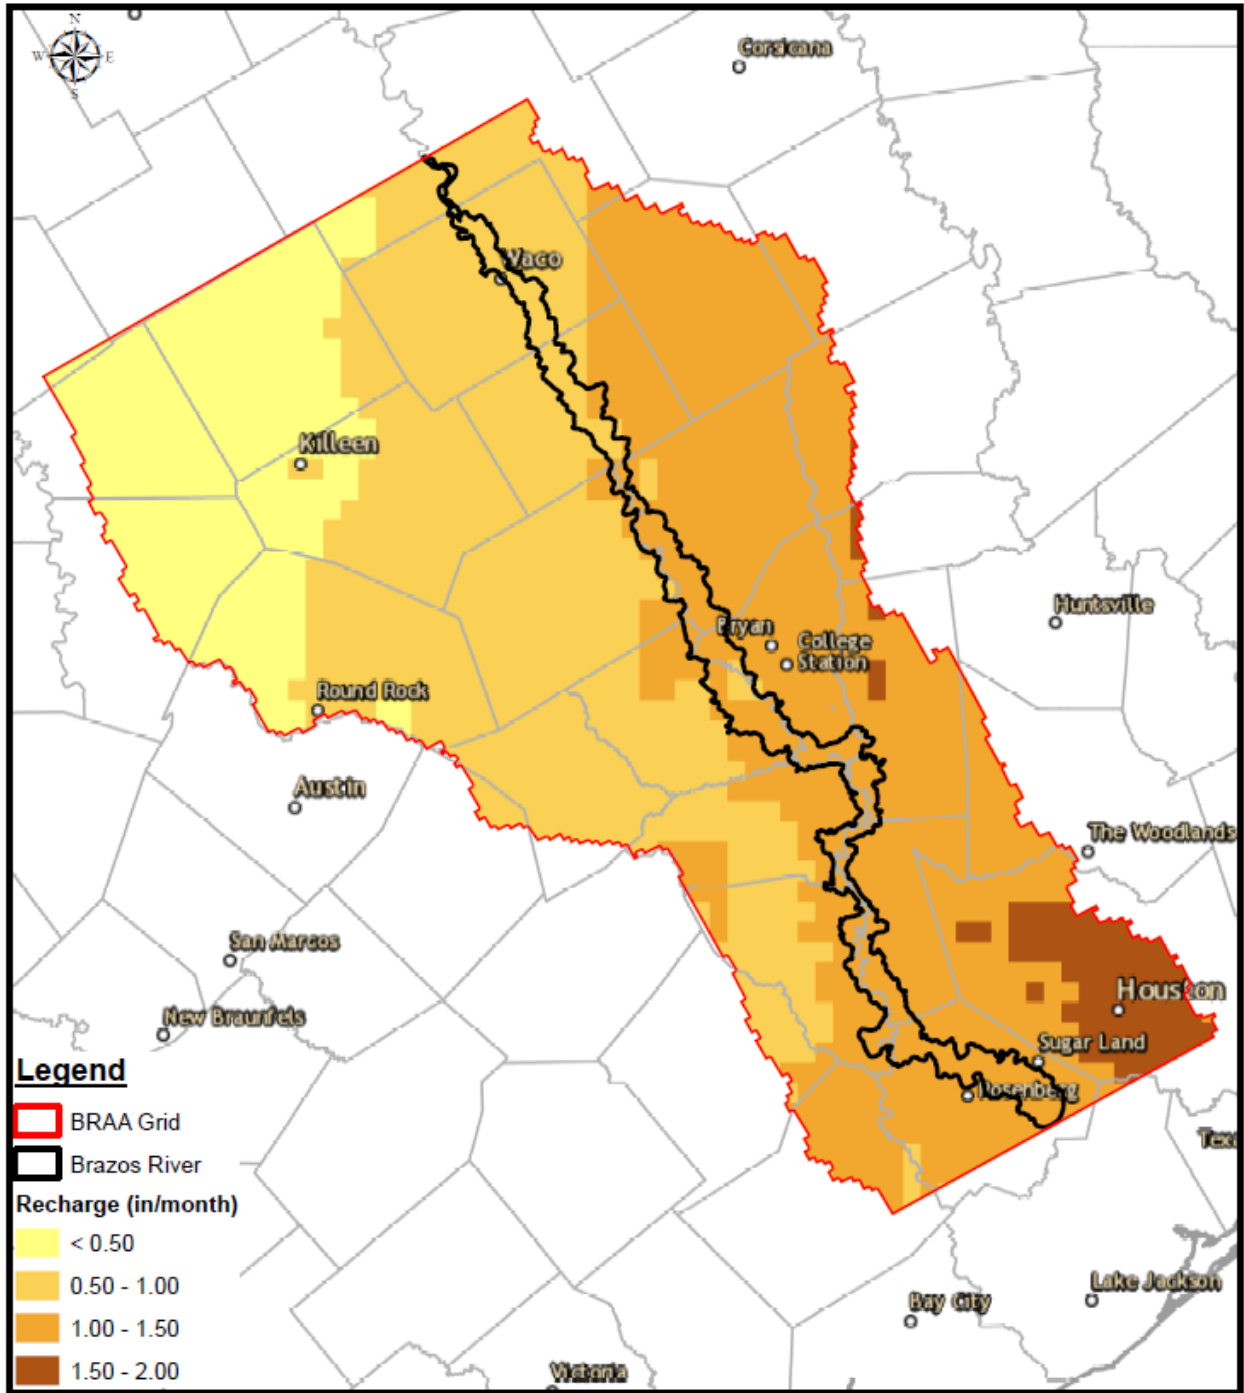 N
W E
S
Corsicana
Waco
Killeen
Huntsville
Bryan
College
Station
Round Rock
Austin
The Woodlands
San Marcos
Houston
New Braunfels
Sugar Land
Rosenberg
Legend
BRAA Grid
Brazos River
Recharge (in/month)
< 0.50
0.50 - 1.00
1.00 - 1.50
1.50 - 2.00
Lake Jackson
Bay City
Victoria